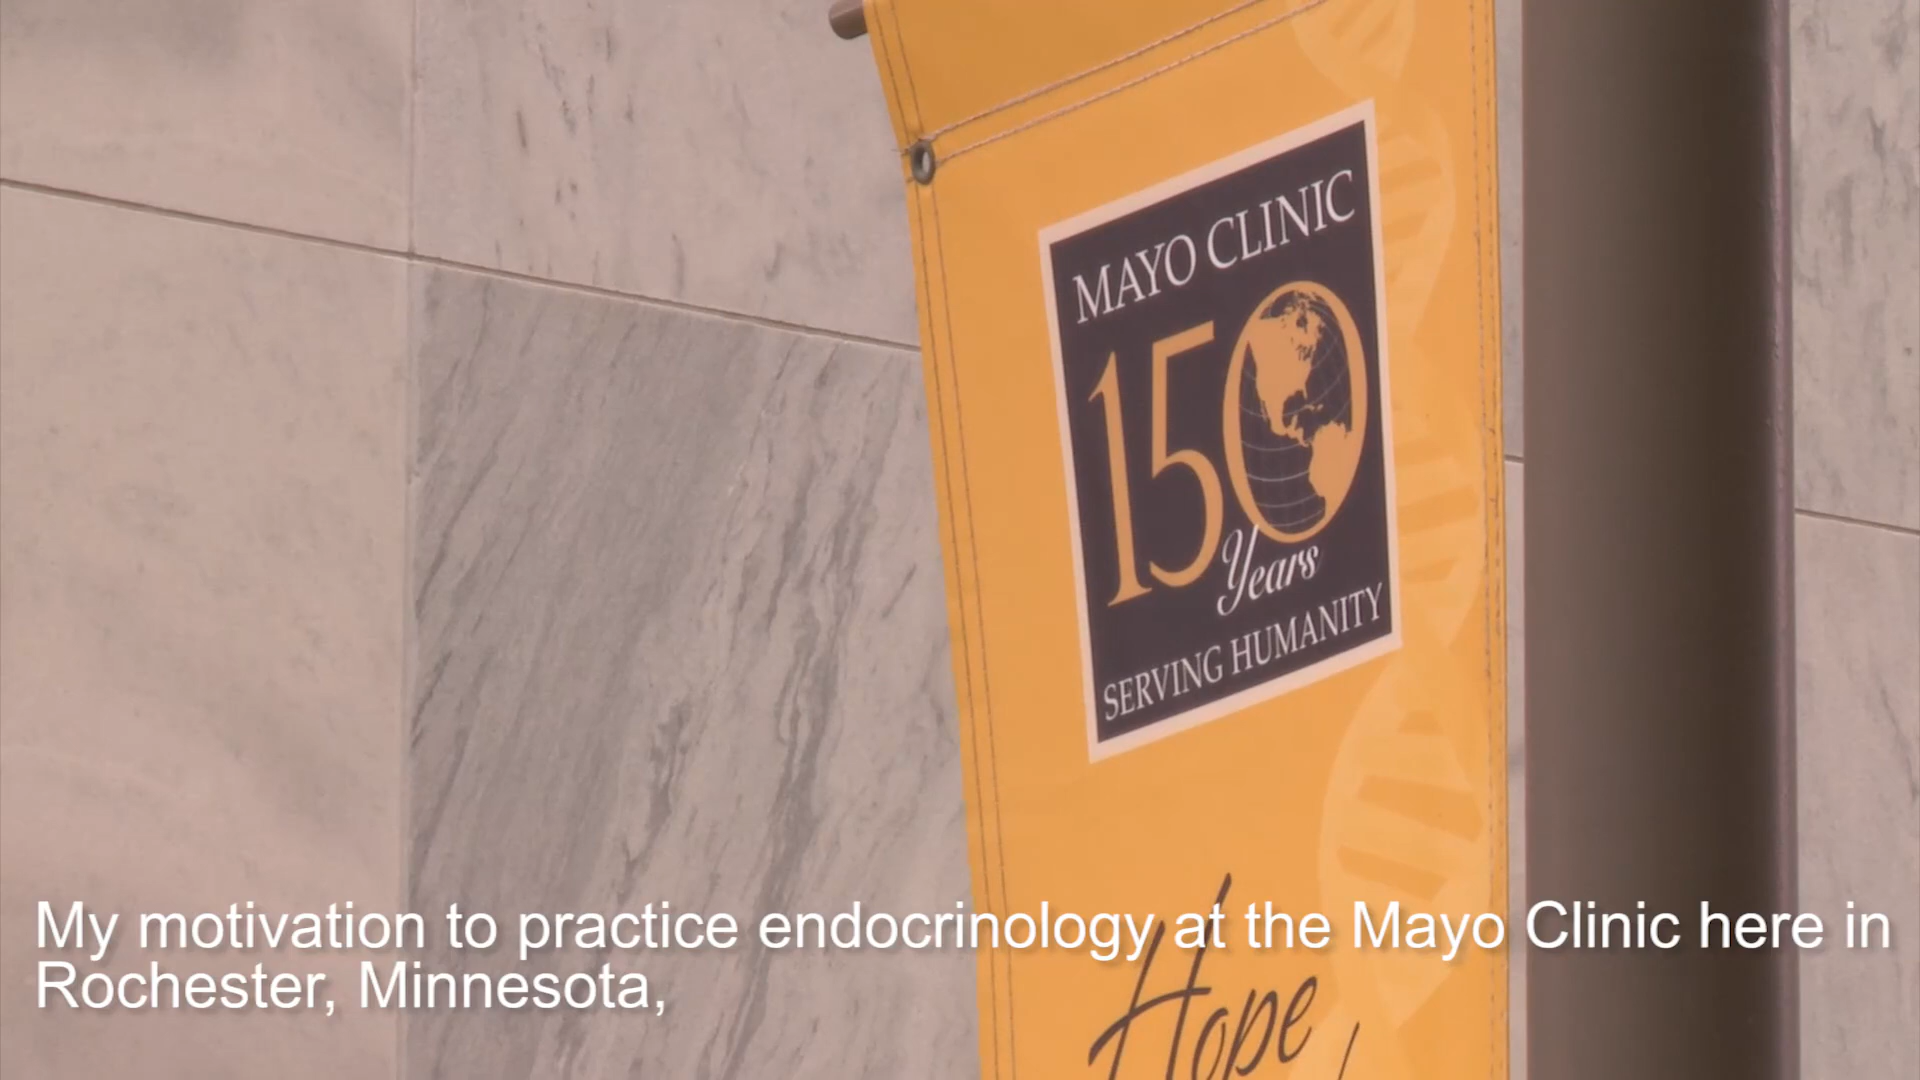 MAYO CLINIC
150
Years
SERVING HUMANITY
Hope
My motivation to practice endocrinology at the Mayo Clinic here in
Rochester, Minnesota,